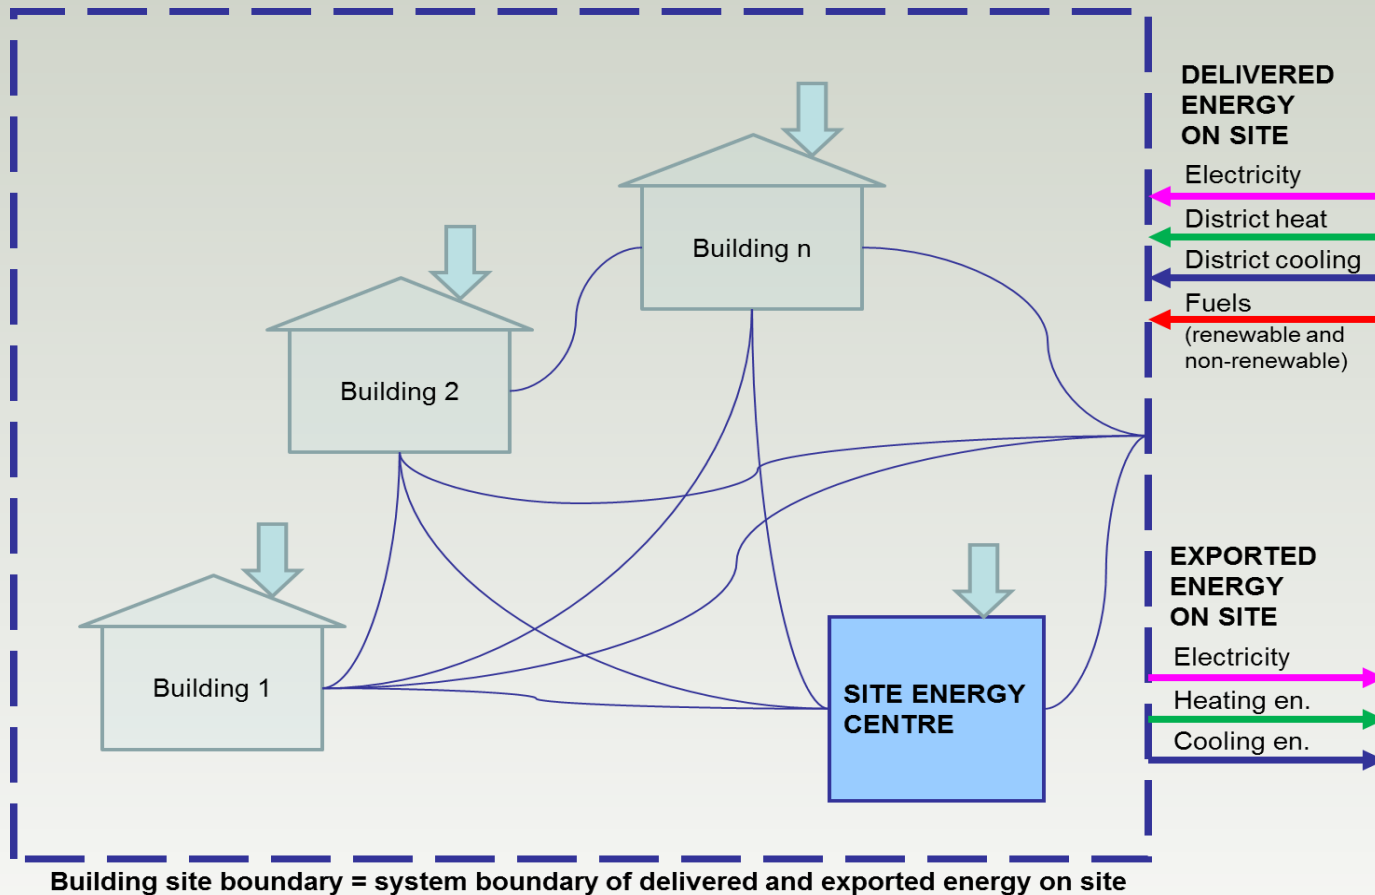 DELIVERED
ENERGY
ON SITE
Electricity
District heat
District cooling
Fuels
(renewable and
non-renewable)
Building n
Building 2
Building 1
SITE ENERGY
CENTRE
EXPORTED
ENERGY
ON SITE
Electricity
Heating en.
Cooling en.
Building site boundary = system boundary of delivered and exported energy on site